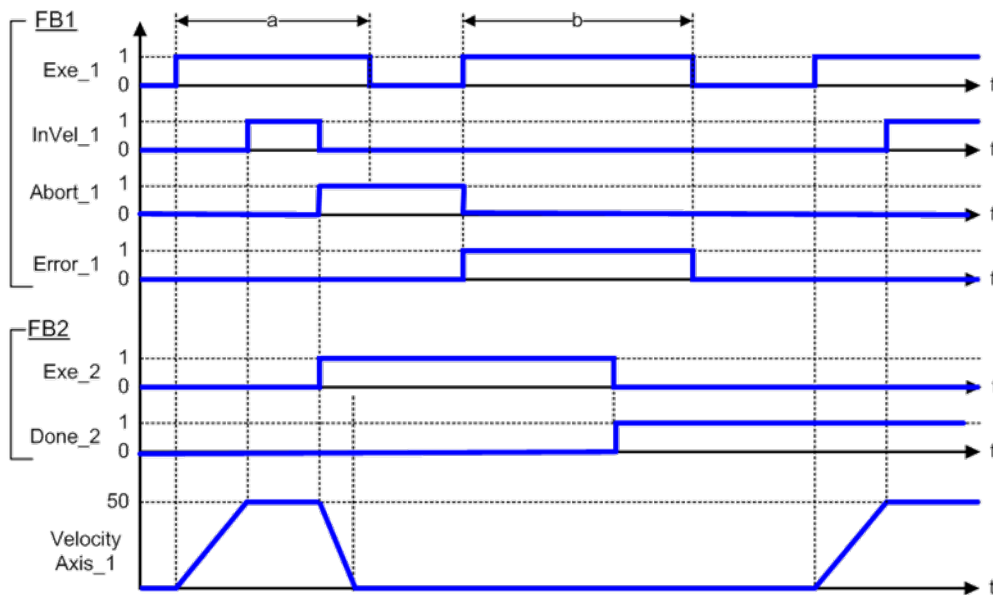 FB1
a
b
1
Exe_1
0
t
1
InVel_1
0
t
1
Abort_1
0
t
1
Error_1
0
t
FB2
1
Exe_2
0
t
1
Done_2
0
t
50
Velocity
Axis_1
t